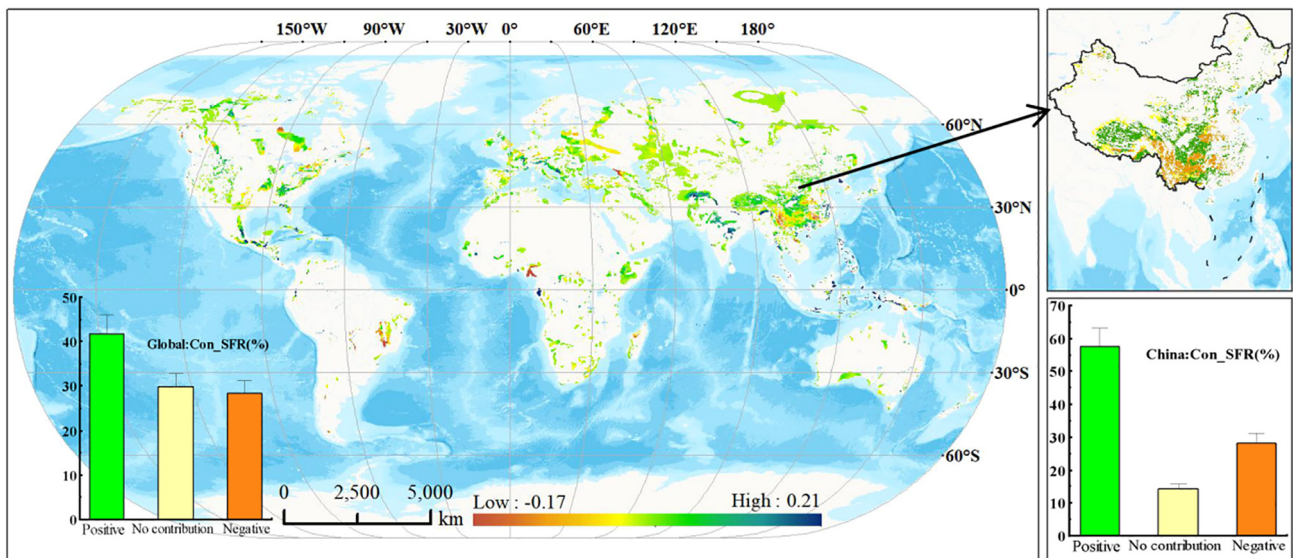 150°W 90°W 30°W 0° 60°E 120°E 180°
60°N
30°N
0°
30°S
60°S
50
40
30
20
10
0
Global:Con_SFR(%)
Positive No contribution Negative
0 2,500 5,000
km
Low : -0.17 High : 0.21
70
60
50
40
30
20
10
0
China:Con_SFR(%)
Positive No contribution Negative